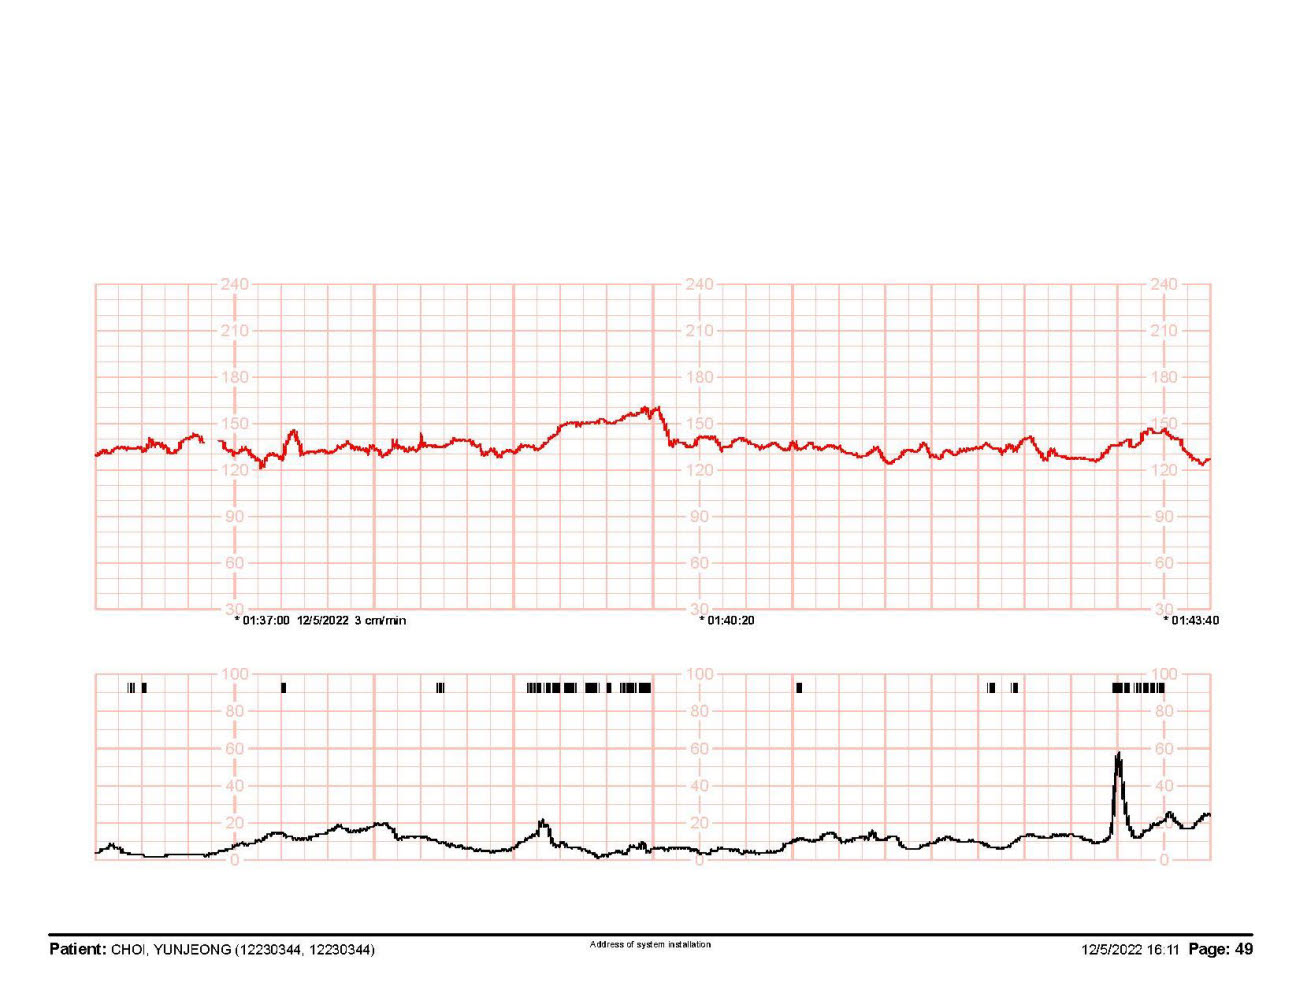 240 240 240
210 210 210
180 180 180
150 150 150
120 120 120
90 90 90
60 60 60
30 30 30
* 01:37:00 12/5/2022 3 cm/min * 01:40:20 * 01:43:40
100 100 100
80 80 80
60 60 60
40 40 40
20 20 20
0 0 0
Patient: CHOI, YUNJEONG (12230344, 12230344) Address of system installation 12/5/2022 16:11 Page: 49